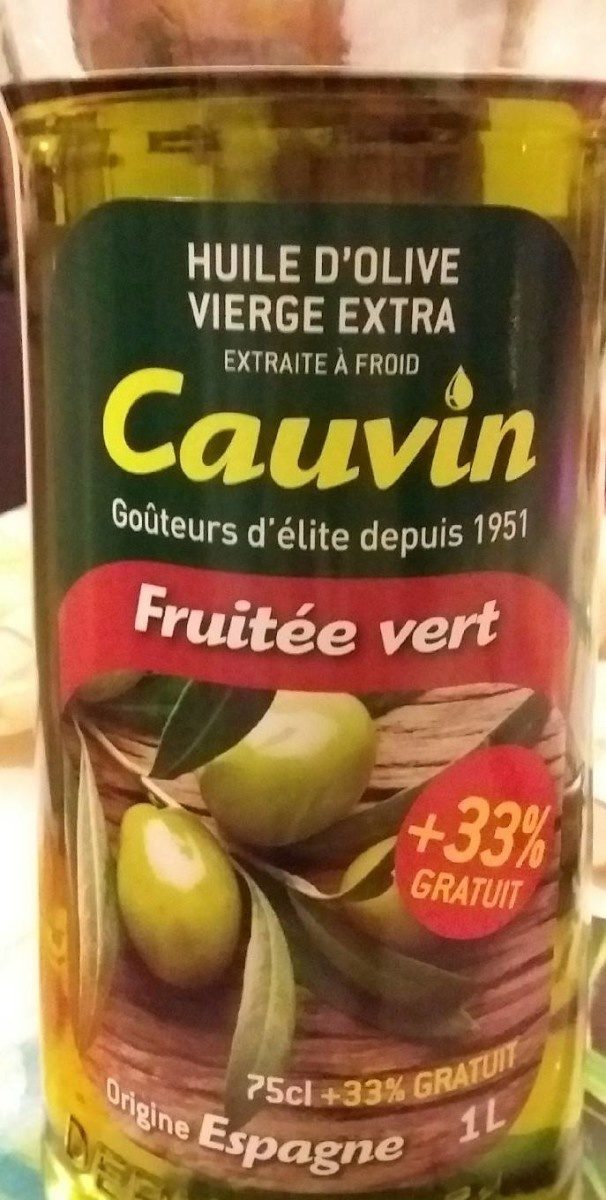 HUILE D'OLIVE
VIERGE EXTRA
EXTRAITE À FROID
Cauvin
Goûteurs d'élite depuis 1951
Fruitée vert
+33%
GRATUIT
75cl +33% GRATUIT
Origine Espagne 1L